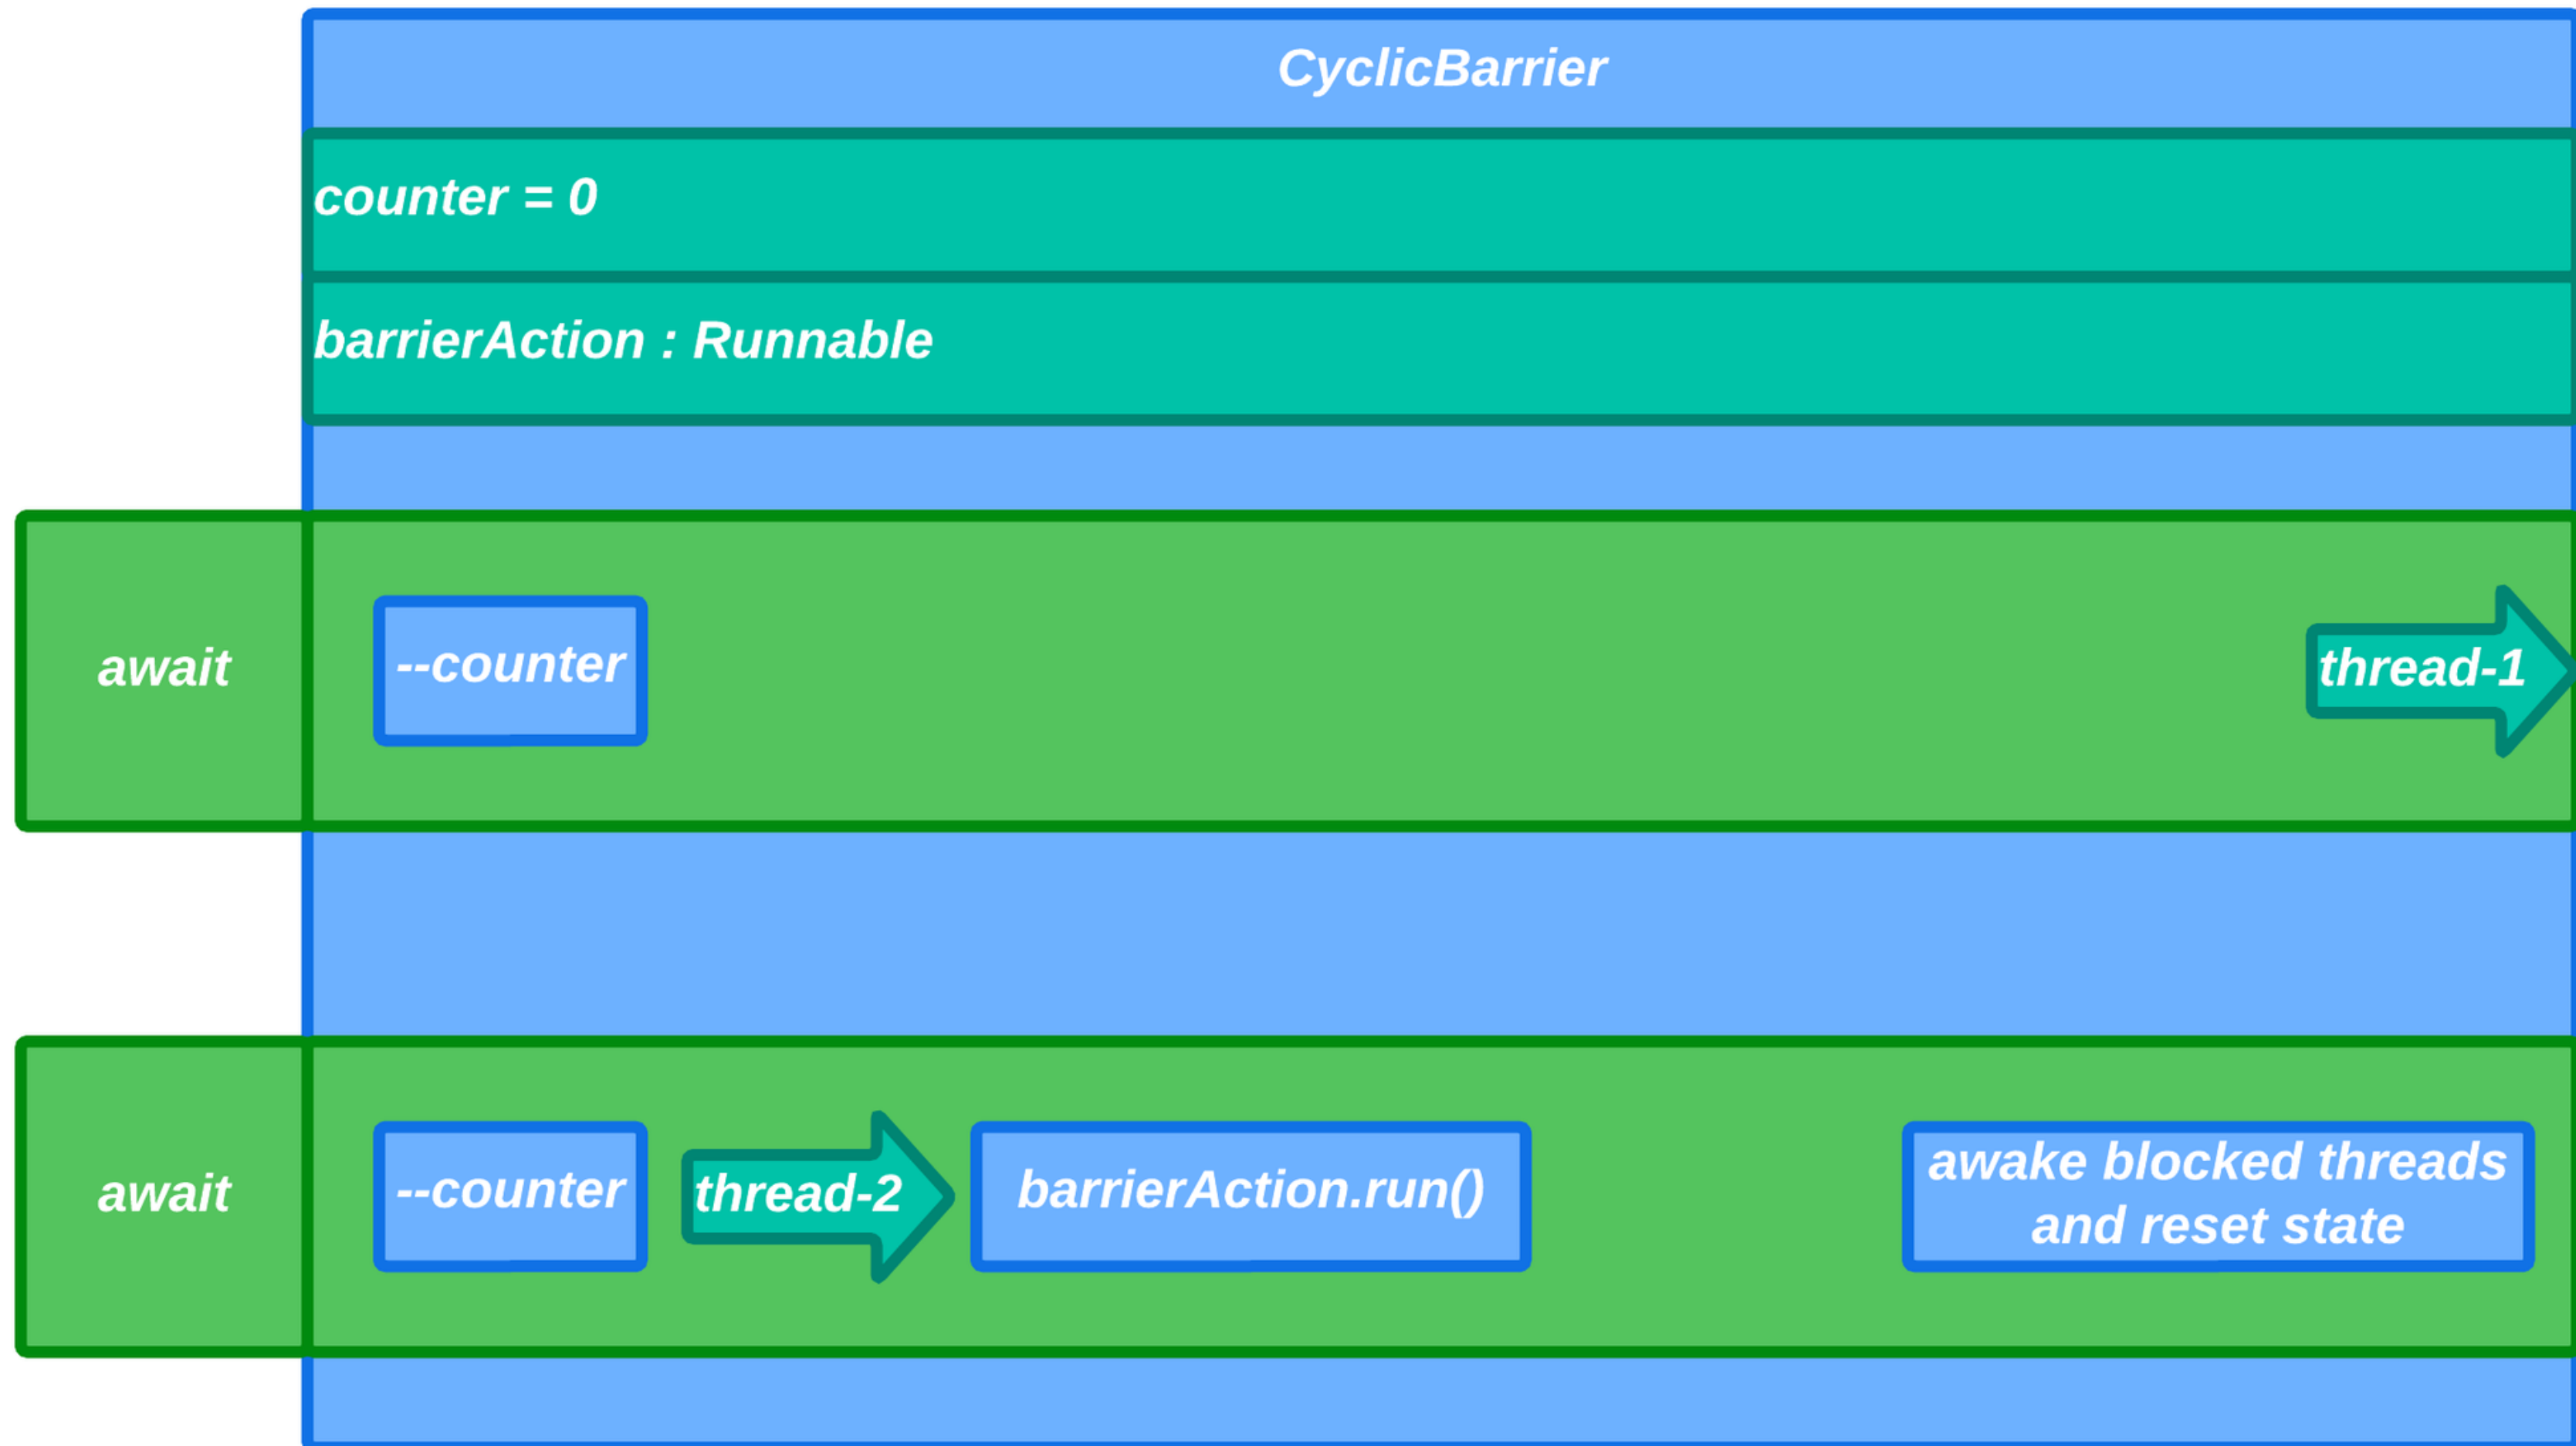 CyclicBarrier
counter = 0
barrierAction : Runnable
await
--counter
thread-1
await
--counter
thread-2
barrierAction.run()
awake blocked threads
and reset state